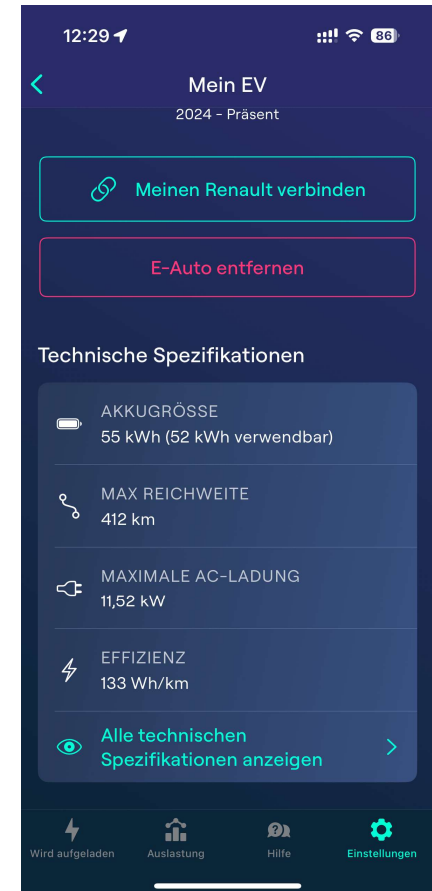 12:29
86
Mein EV
2024 - Präsent
Meinen Renault verbinden
E-Auto entfernen
Technische Spezifikationen
AKKUGRÖSSE
55 kWh (52 kWh verwendbar)
MAX REICHWEITE
412 km
MAXIMALE AC-LADUNG
11,52 kW
EFFIZIENZ
133 Wh/km
Alle technischen
Spezifikationen anzeigen
Wird aufgeladen
Auslastung
Hilfe
Einstellungen